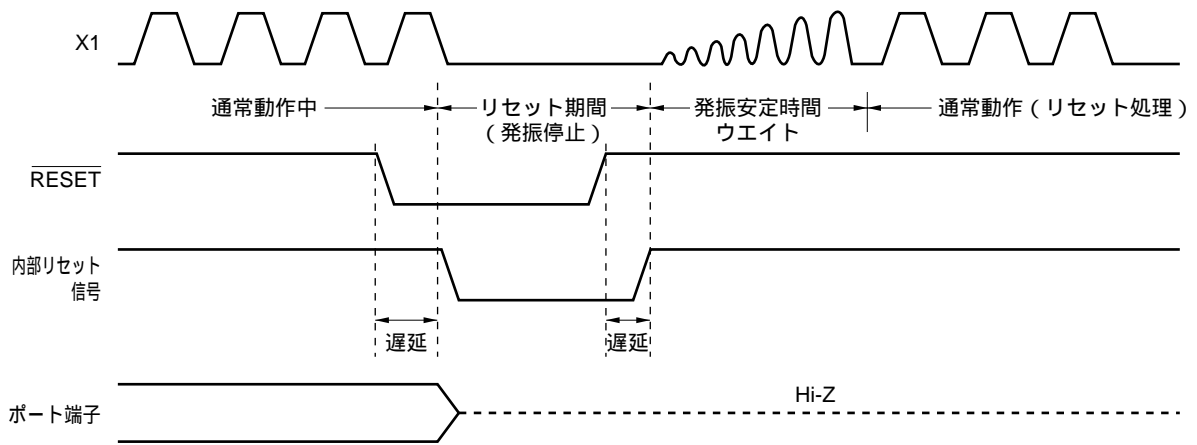 X1
通常動作中
リセット期間
（発振停止）
発振安定時間
ウエイト
通常動作（リセット処理）
RESET
内部リセット
信号
遅延
遅延
ポート端子
Hi-Z